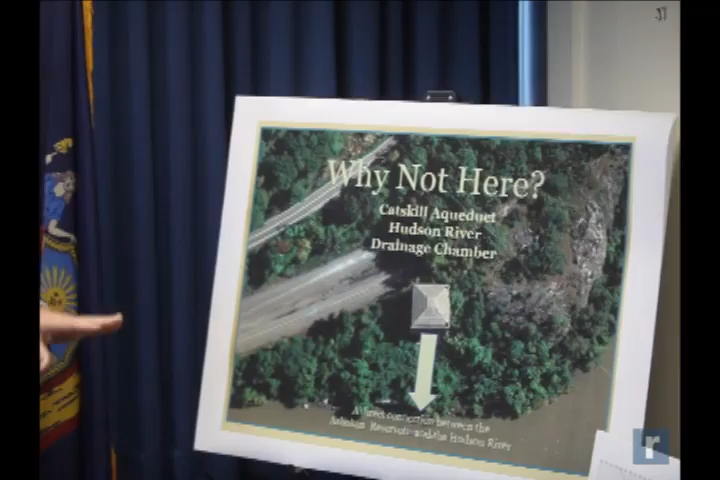 Why Not Here?
Catskill Aqueduct
Hudson River
Drainage Chamber
A direct connection between the
Ashokan Reservoir and the Hudson River
r